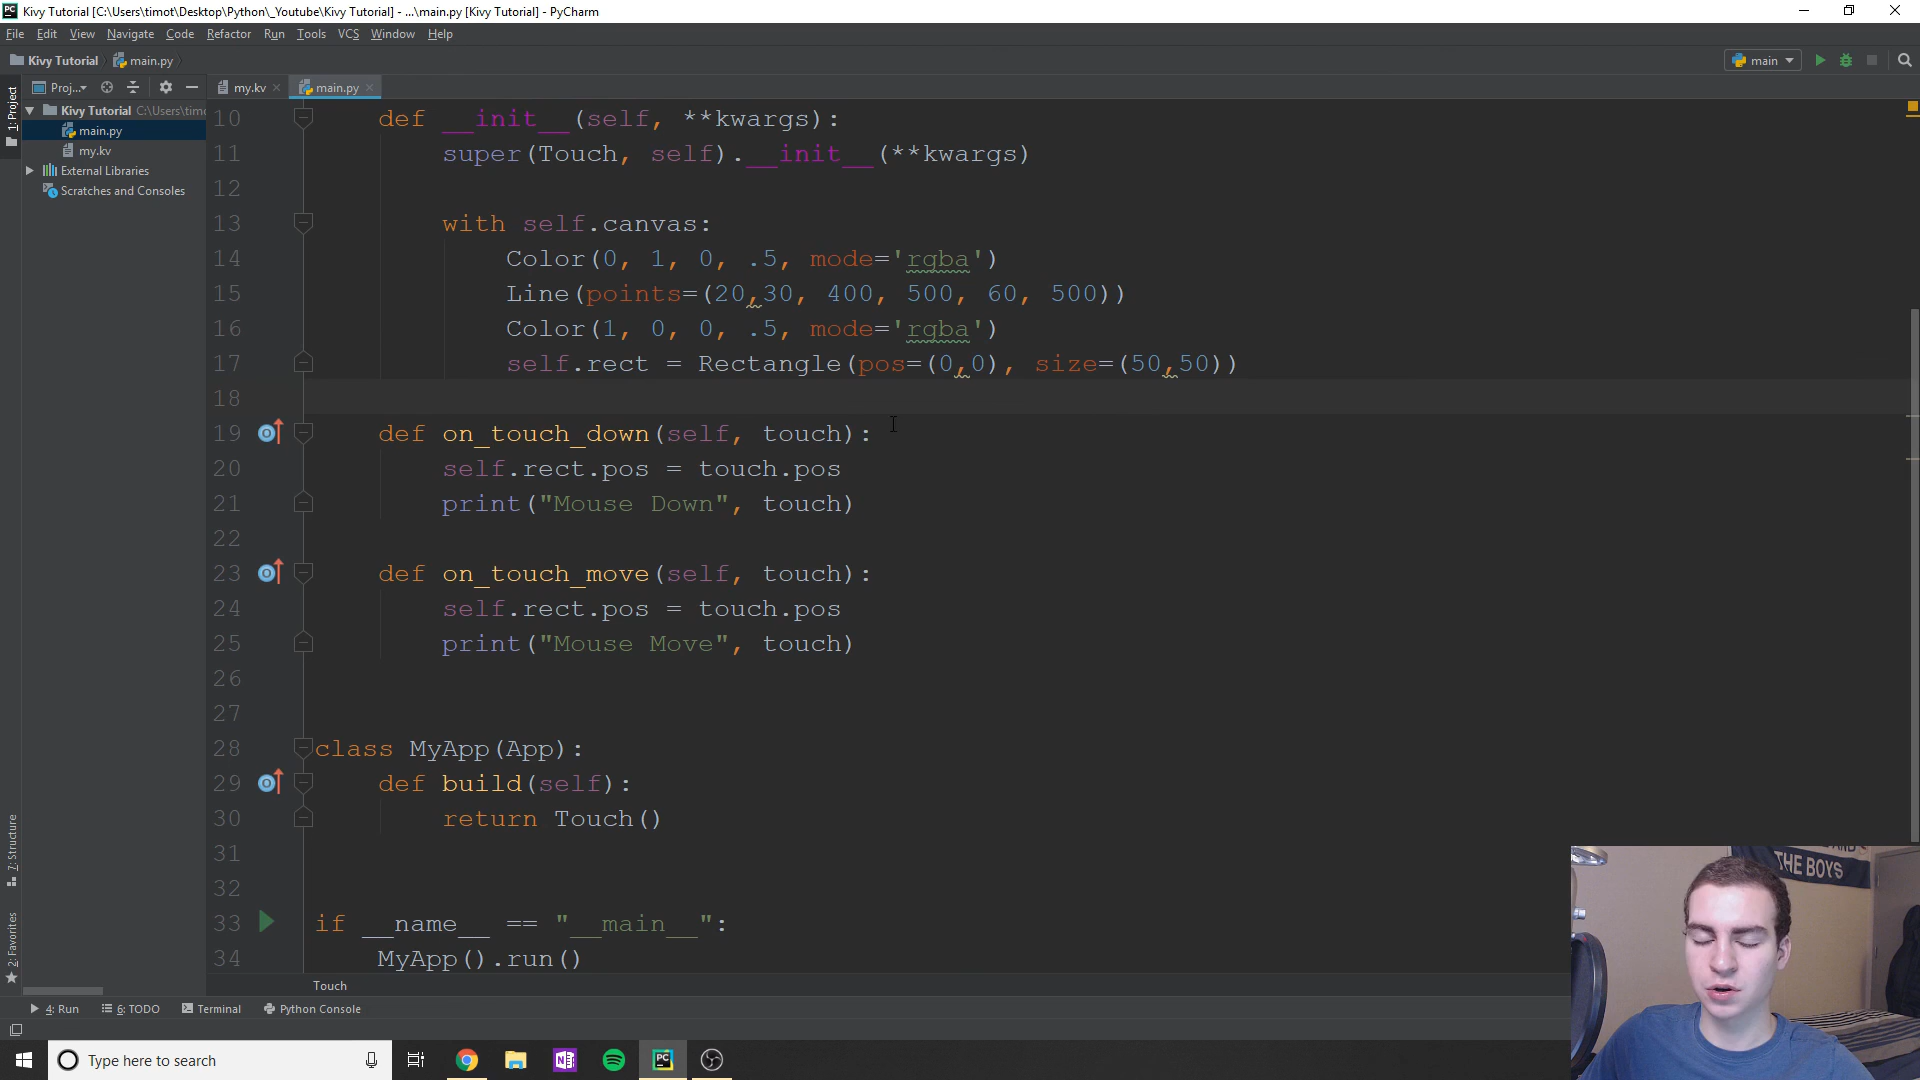 Kivy Tutorial [C:\Users\timot\Desktop\Python\_Youtube\Kivy Tutorial] - ...\main.py [Kivy Tutorial] - PyCharm
File Edit View Navigate Code Refactor Run Tools VCS Window Help
Kivy Tutorial main.py
main
1: Project
Proj...
my.kv
main.py
Kivy Tutorial C:\Users\timo
main.py
my.kv
External Libraries
Scratches and Consoles
10 def __init__(self, **kwargs):
11 super(Touch, self).__init__(**kwargs)
12
13 with self.canvas:
14 Color(0, 1, 0, .5, mode='rgba')
15 Line(points=(20,30, 400, 500, 60, 500))
16 Color(1, 0, 0, .5, mode='rgba')
17 self.rect = Rectangle(pos=(0,0), size=(50,50))
18
19 def on_touch_down(self, touch):
20 self.rect.pos = touch.pos
21 print("Mouse Down", touch)
22
23 def on_touch_move(self, touch):
24 self.rect.pos = touch.pos
25 print("Mouse Move", touch)
26
27
28 class MyApp(App):
29 def build(self):
30 return Touch()
31
32
33 if __name__ == "__main__":
34 MyApp().run()
Touch
7: Structure
2: Favorites
4: Run 6: TODO Terminal Python Console
Type here to search
THE BOYS